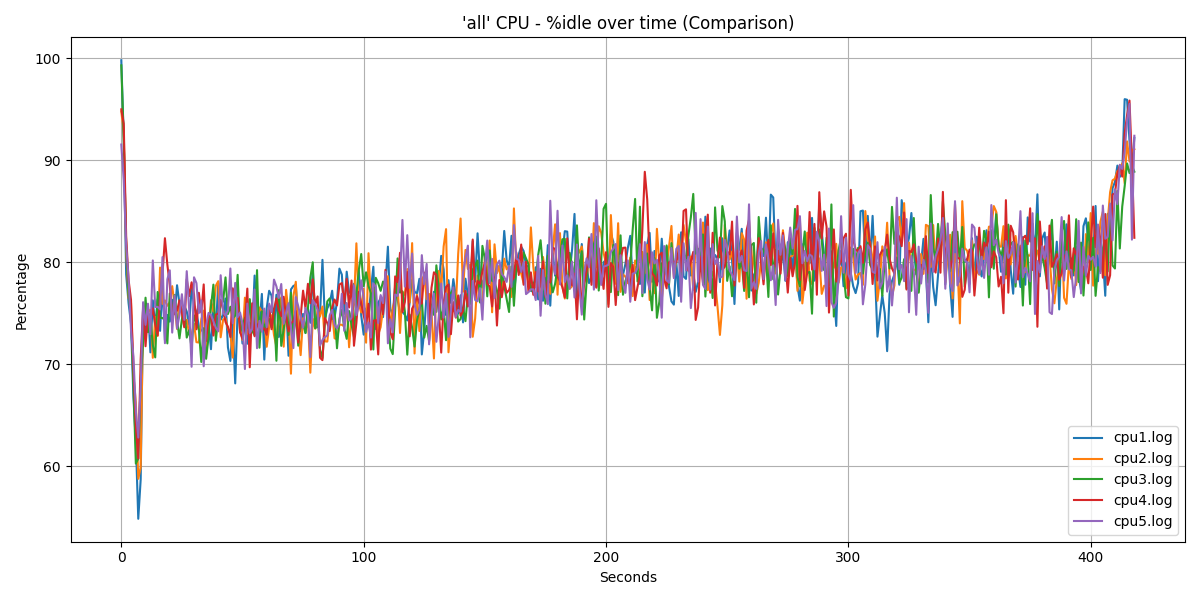 'all' CPU - %idle over time (Comparison)
Percentage
100
90
80
70
60
0
100
200
300
400
Seconds
cpu1.log
cpu2.log
cpu3.log
cpu4.log
cpu5.log